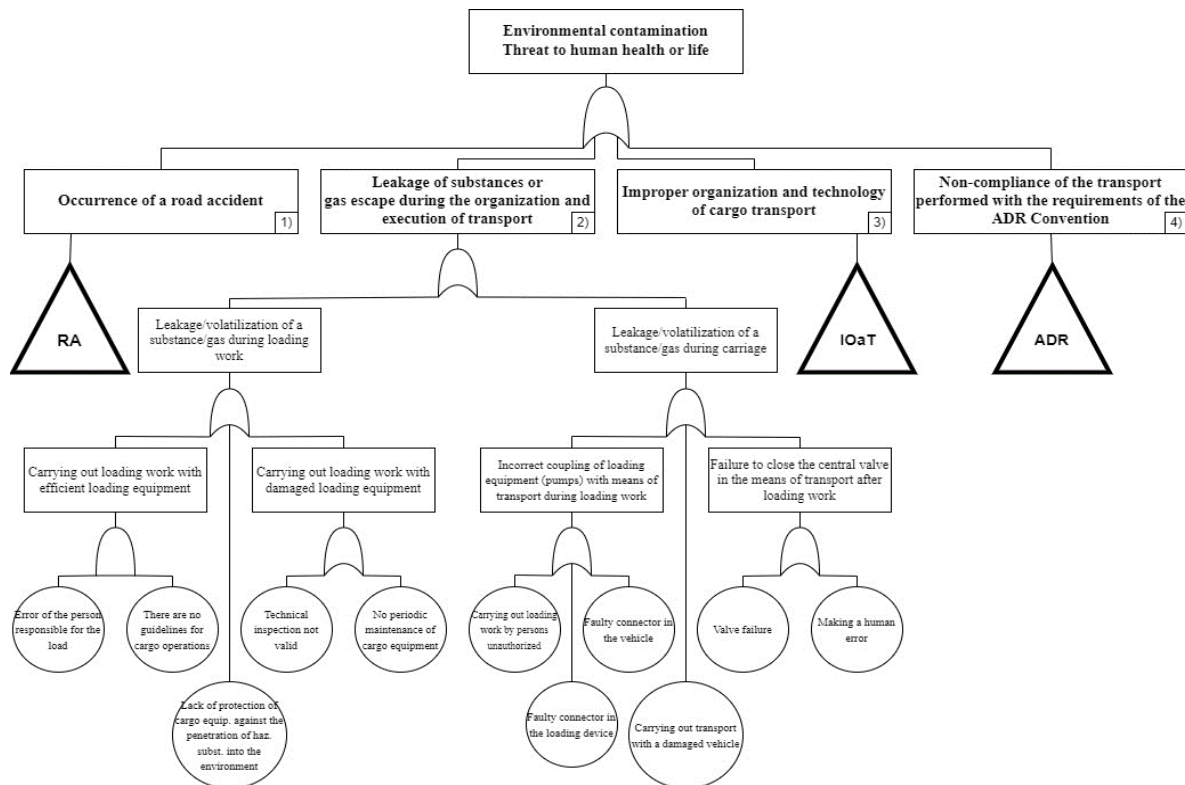 Environmental contamination
Threat to human health or life
Occurrence of a road accident
1)
Leakage of substances or
gas escape during the organization and
execution of transport
2)
Improper organization and technology
of cargo transport
3)
Non-compliance of the transport
performed with the requirements of the
ADR Convention
4)
RA
IOaT
ADR
Leakage/volatilization of a
substance/gas during loading
work
Leakage/volatilization of a
substance/gas during carriage
Carrying out loading work with
efficient loading equipment
Carrying out loading work with
damaged loading equipment
Incorrect coupling of loading
equipment (pumps) with means of
transport during loading work
Failure to close the central valve
in the means of transport after
loading work
Error of the person
responsible for the
load
There are no
guidelines for
cargo operations
Technical
inspection not
valid
No periodic
maintenance of
cargo equipment
Carrying out loading
work by persons
unauthorized
Faulty connector in
the vehicle
Valve failure
Making a human
error
Lack of protection of
cargo equip. against the
penetration of haz.
subst. into the
environment
Faulty connector in
the loading device
Carrying out transport
with a damaged vehicle